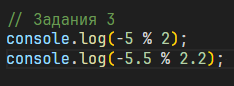 // Задания 3
console.log(-5 % 2);
console.log(-5.5 % 2.2);